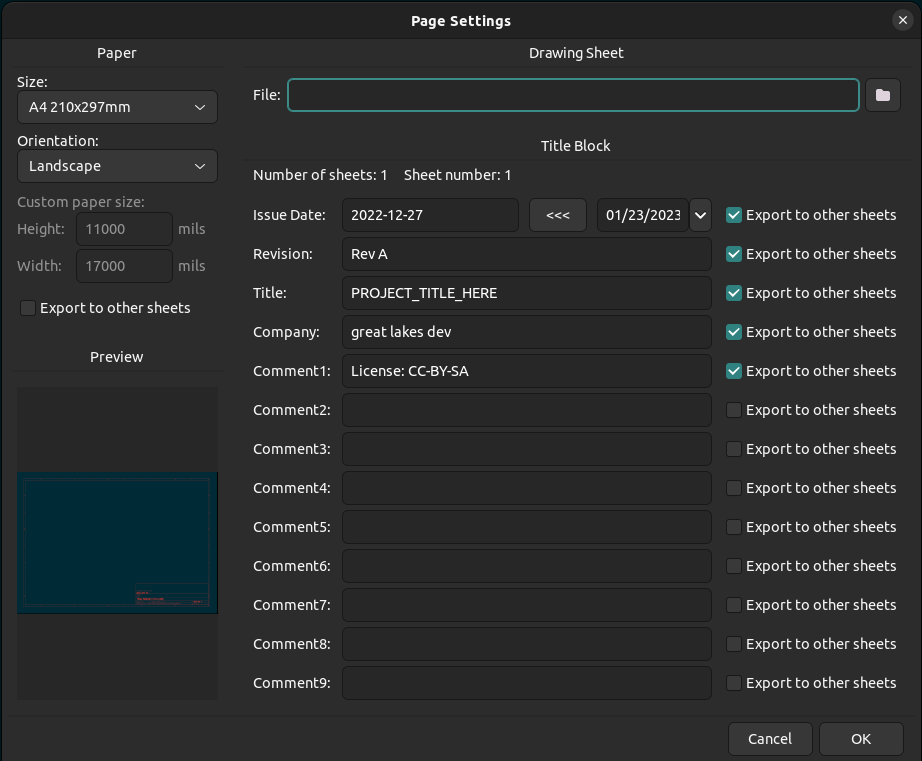 Page Settings
Paper
Size:
A4 210x297mm
Orientation:
Landscape
Custom paper size:
Height: 11000 mils
Width: 17000 mils
Export to other sheets
Preview
Drawing Sheet
File:
Title Block
Number of sheets: 1 Sheet number: 1
Issue Date: 2022-12-27 <<< 01/23/2023 Export to other sheets
Revision: Rev A Export to other sheets
Title: PROJECT_TITLE_HERE Export to other sheets
Company: great lakes dev Export to other sheets
Comment1: License: CC-BY-SA Export to other sheets
Comment2: Export to other sheets
Comment3: Export to other sheets
Comment4: Export to other sheets
Comment5: Export to other sheets
Comment6: Export to other sheets
Comment7: Export to other sheets
Comment8: Export to other sheets
Comment9: Export to other sheets
Cancel OK